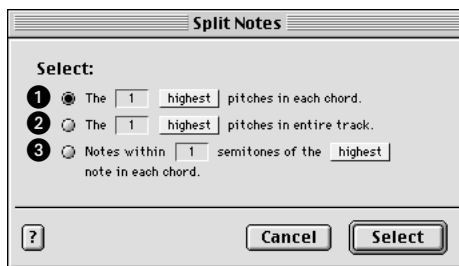 Split Notes
Select:
1 The 1 highest pitches in each chord.
2 The 1 highest pitches in entire track.
3 Notes within 1 semitones of the highest
note in each chord.
? Cancel Select